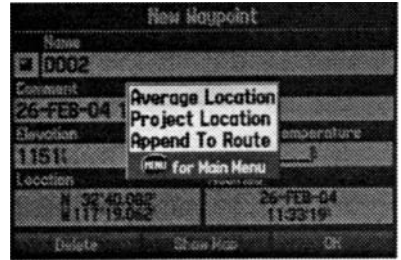 New Waypoint
Name
0002
Comment
26-FEB-04 1
Average Location
Project Location
Append To Route
MENU for Main Menu
Elevation
1151
Location
N 32°40.082'
W117°19.062'
26-FEB-04
11:33:19
Delete
Show Map
OK